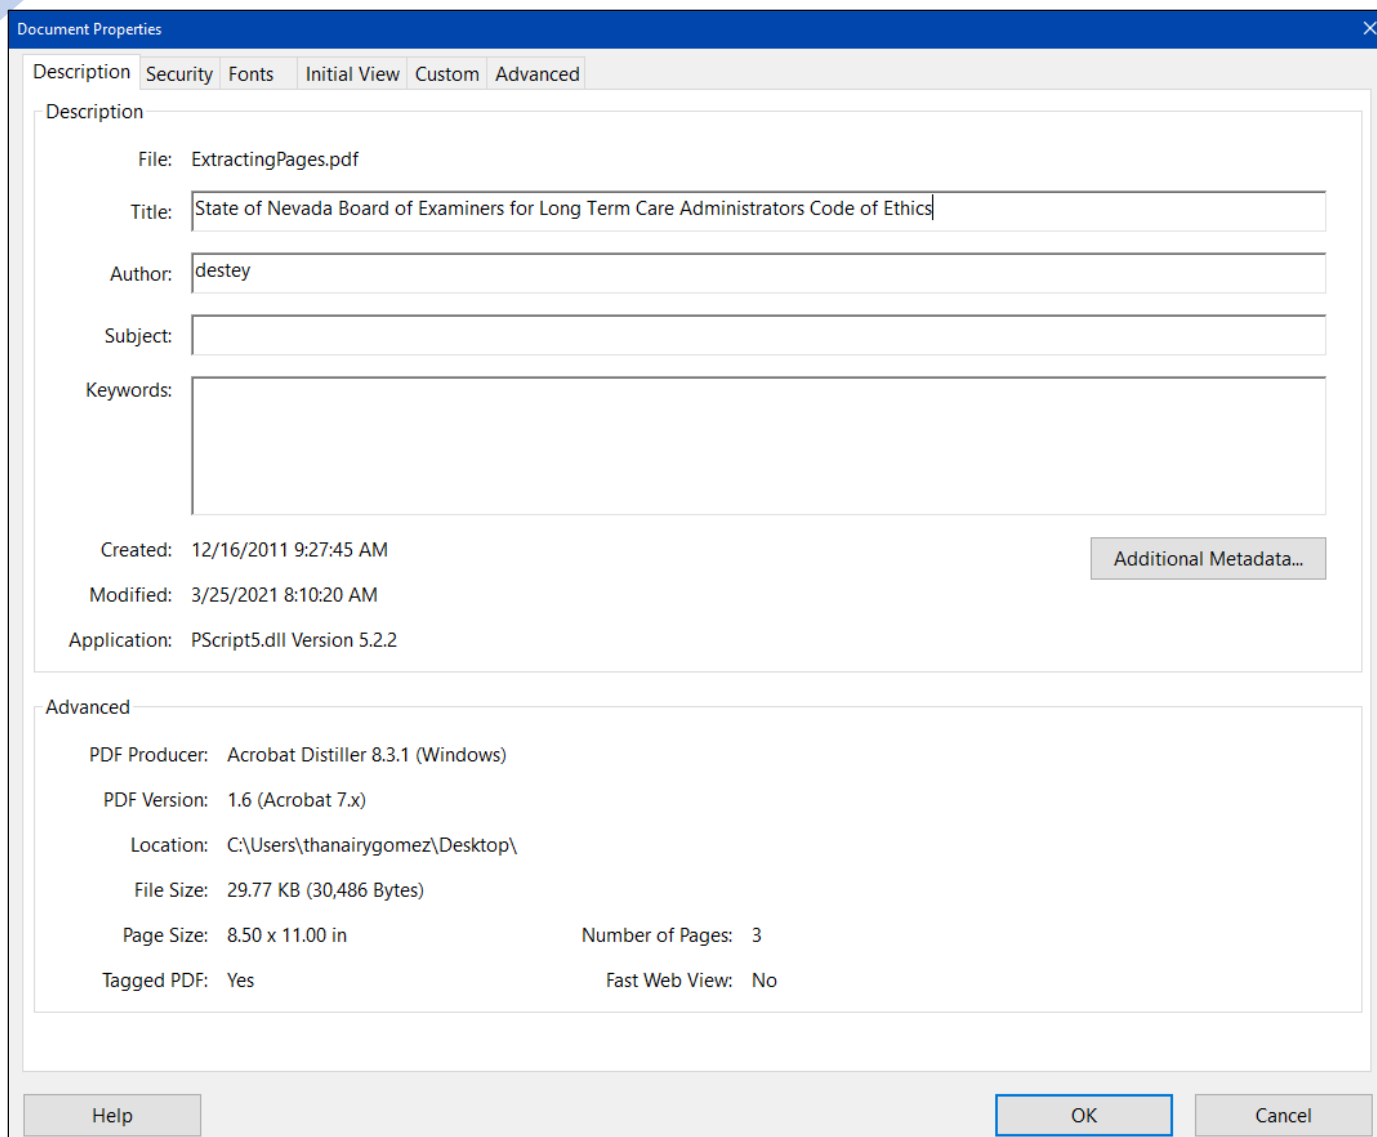 Document Properties
Description Security Fonts Initial View Custom Advanced
Description
File: ExtractingPages.pdf
Title: State of Nevada Board of Examiners for Long Term Care Administrators Code of Ethics
Author: destey
Subject:
Keywords:
Created: 12/16/2011 9:27:45 AM
Additional Metadata...
Modified: 3/25/2021 8:10:20 AM
Application: PScript5.dll Version 5.2.2
Advanced
PDF Producer: Acrobat Distiller 8.3.1 (Windows)
PDF Version: 1.6 (Acrobat 7.x)
Location: C:\Users\thanairygomez\Desktop\
File Size: 29.77 KB (30,486 Bytes)
Page Size: 8.50 x 11.00 in Number of Pages: 3
Tagged PDF: Yes Fast Web View: No
Help OK Cancel